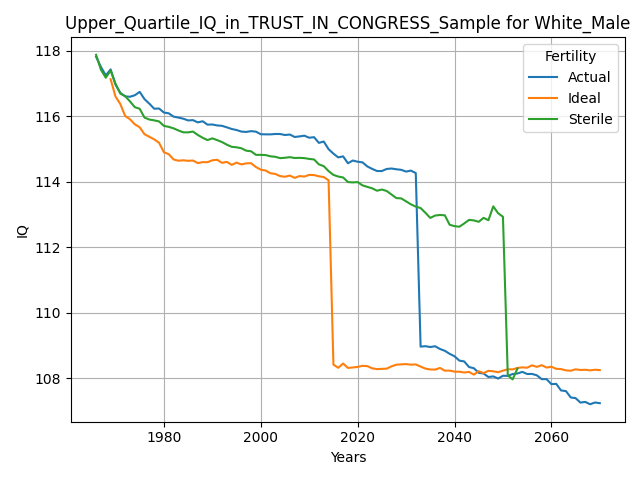 Upper_Quartile_IQ_in_TRUST_IN_CONGRESS_Sample for White_Male
Fertility
Actual
Ideal
Sterile
118
116
114
112
110
108
IQ
1980
2000
2020
2040
2060
Years